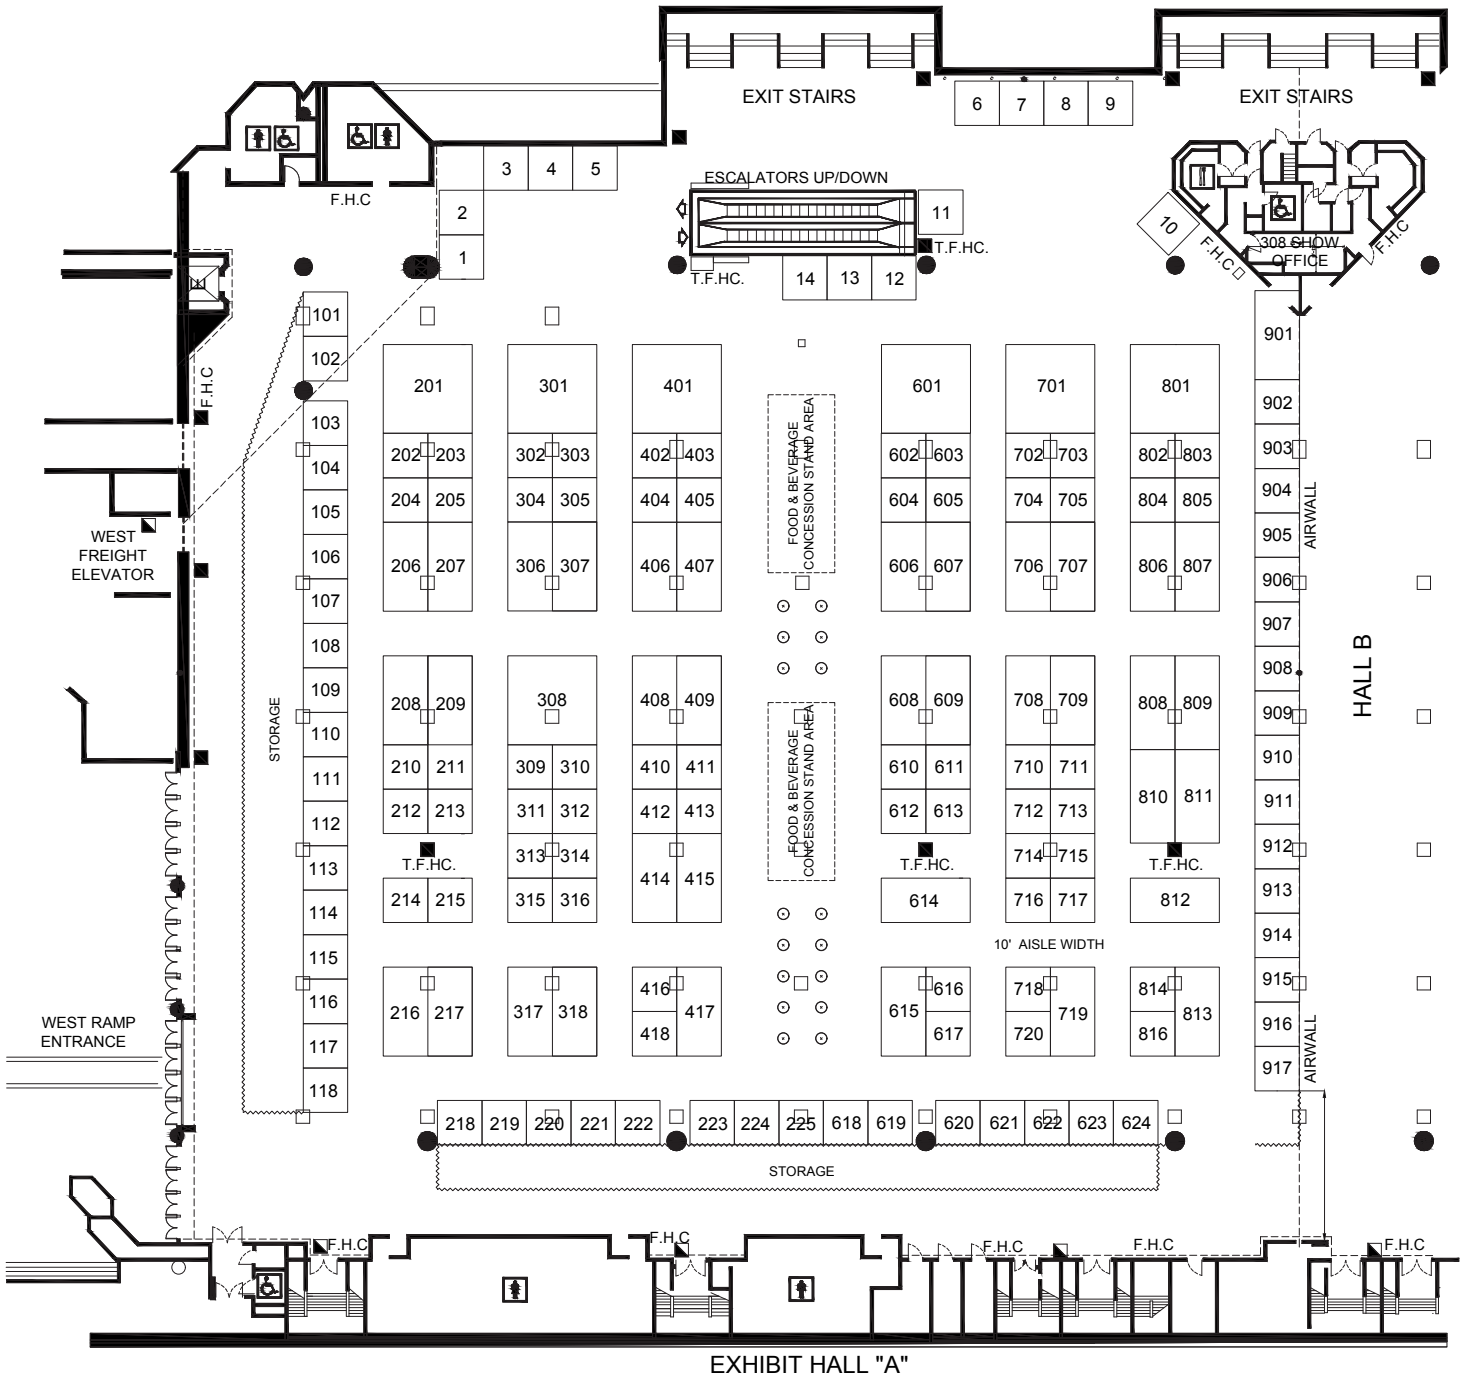 EXIT STAIRS
EXIT STAIRS
6 7 8 9
3 4 5
ESCALATORS UP/DOWN
F.H.C
2
11
10
1
T.F.HC.
T.F.HC.
F.H.C
308 SHOW
OFFICE
F.H.C
14 13 12
101
901
102
201 301 401 601 701 801
F.H.C
902
103
FOOD & BEVERAGE
CONCESSION STAND AREA
202 203 302 303 402 403 602 603 702 703 802 803
903
104
204 205 304 305 404 405 604 605 704 705 804 805
904
105
AIRWALL
905
WEST
FREIGHT
ELEVATOR
106
206 207 306 307 406 407 606 607 706 707 806 807
906
107
907
108
908
HALL B
109
208 209 308 408 409 608 609 708 709 808 809
909
STORAGE
110
910
FOOD & BEVERAGE
CONCESSION STAND AREA
111
210 211 309 310 410 411 610 611 710 711
810 811
911
112
212 213 311 312 412 413 612 613 712 713
912
113
T.F.HC.
313 314
414 415
T.F.HC.
714 715
T.F.HC.
913
114
214 215 315 316 614 716 717 812
914
10' AISLE WIDTH
115
915
116
216 217 317 318 416 417 418 615 616 617 718 719 720 814 813 816
916
WEST RAMP
ENTRANCE
117
AIRWALL
917
118
218 219 220 221 222 223 224 225 618 619 620 621 622 623 624
STORAGE
F.H.C
F.H.C
F.H.C
F.H.C
F.H.C
EXHIBIT HALL "A"